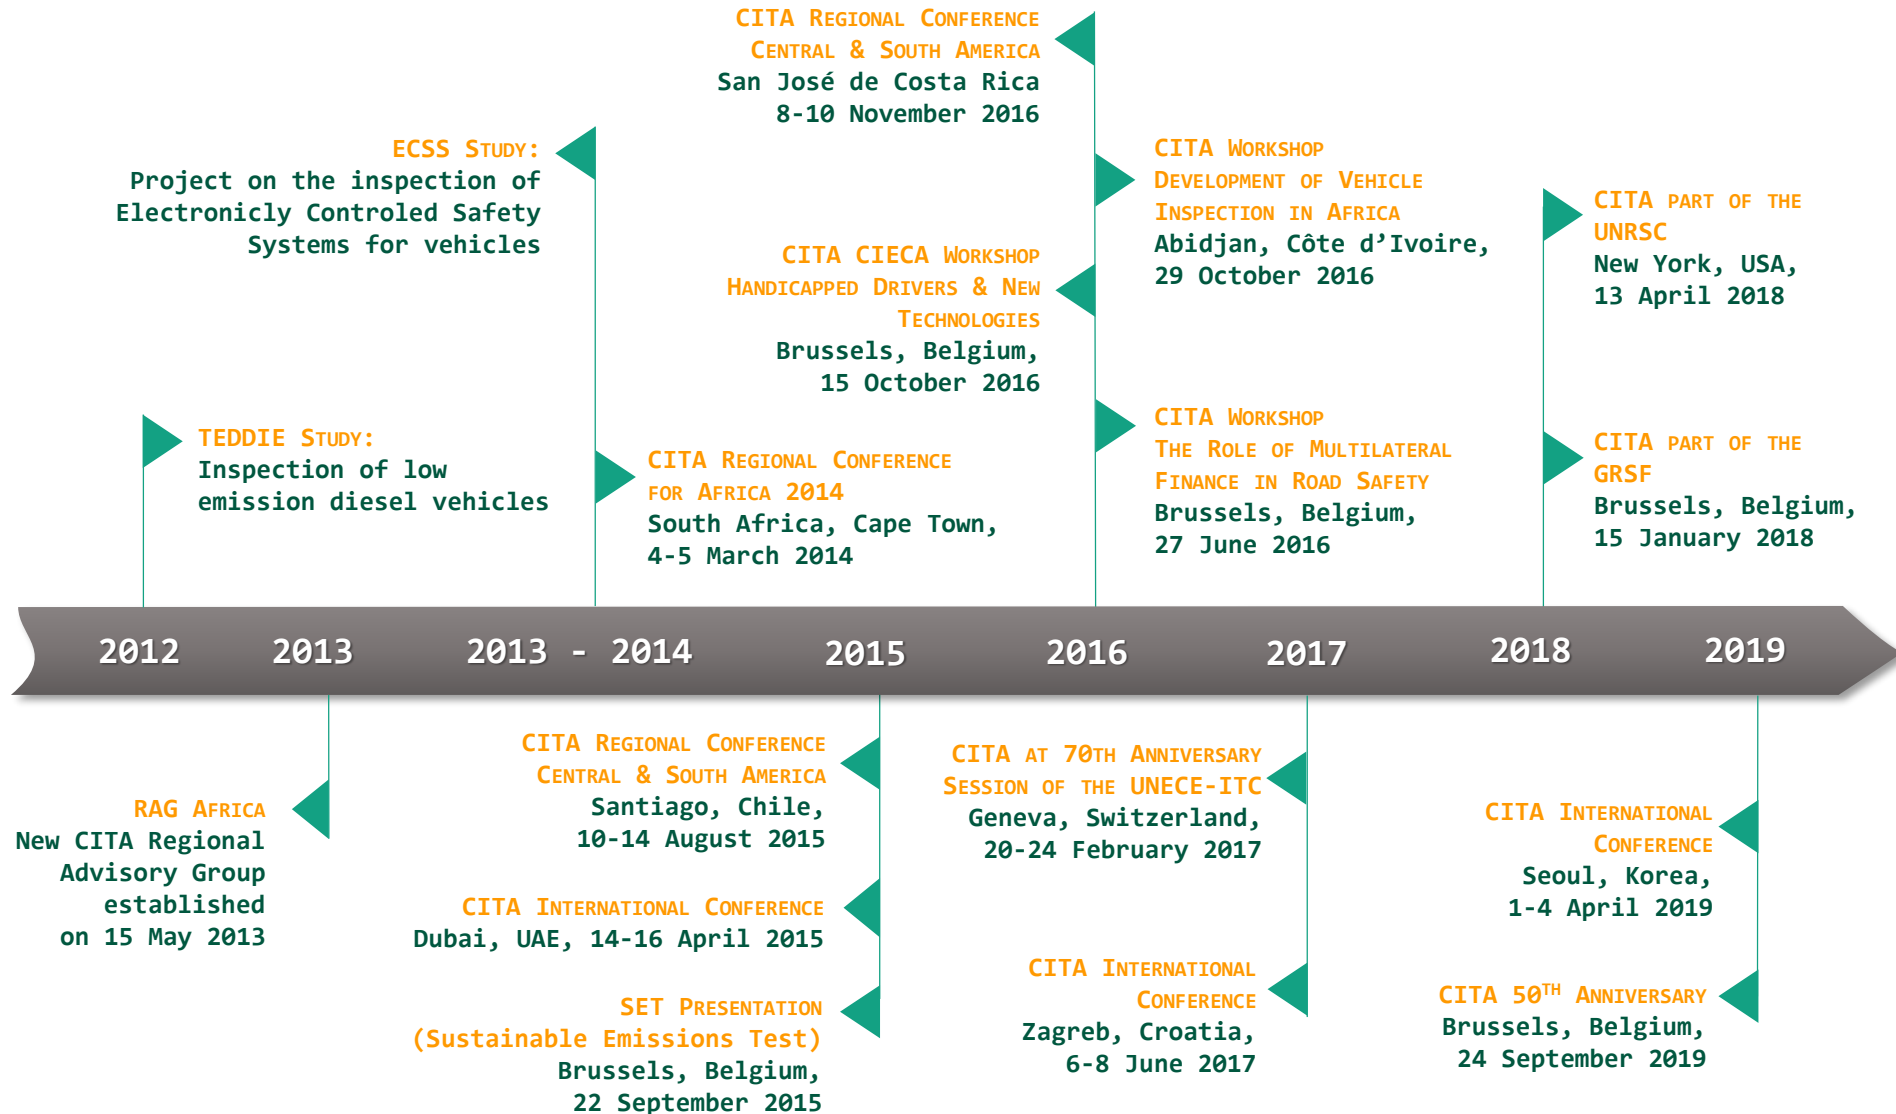 CITA Regional Conference
Central & South America
San José de Costa Rica
8-10 November 2016
ECSS Study:
Project on the inspection of
Electronicly Controled Safety
Systems for vehicles
CITA Workshop
Development of Vehicle
Inspection in Africa
Abidjan, Côte d’Ivoire,
29 October 2016
CITA part of the
UNRSC
New York, USA,
13 April 2018
CITA CIECA Workshop
Handicapped Drivers & New
Technologies
Brussels, Belgium,
15 October 2016
TEDDIE Study:
Inspection of low
emission diesel vehicles
CITA Regional Conference
for Africa 2014
South Africa, Cape Town,
4-5 March 2014
CITA Workshop
The Role of Multilateral
Finance in Road Safety
Brussels, Belgium,
27 June 2016
CITA part of the
GRSF
Brussels, Belgium,
15 January 2018
2012 2013 2013 - 2014 2015 2016 2017 2018 2019
RAG Africa
New CITA Regional
Advisory Group
established
on 15 May 2013
CITA Regional Conference
Central & South America
Santiago, Chile,
10-14 August 2015
CITA International Conference
Dubai, UAE, 14-16 April 2015
SET Presentation
(Sustainable Emissions Test)
Brussels, Belgium,
22 September 2015
CITA at 70th Anniversary
Session of the UNECE-ITC
Geneva, Switzerland,
20-24 February 2017
CITA International
Conference
Zagreb, Croatia,
6-8 June 2017
CITA International
Conference
Seoul, Korea,
1-4 April 2019
CITA 50th Anniversary
Brussels, Belgium,
24 September 2019